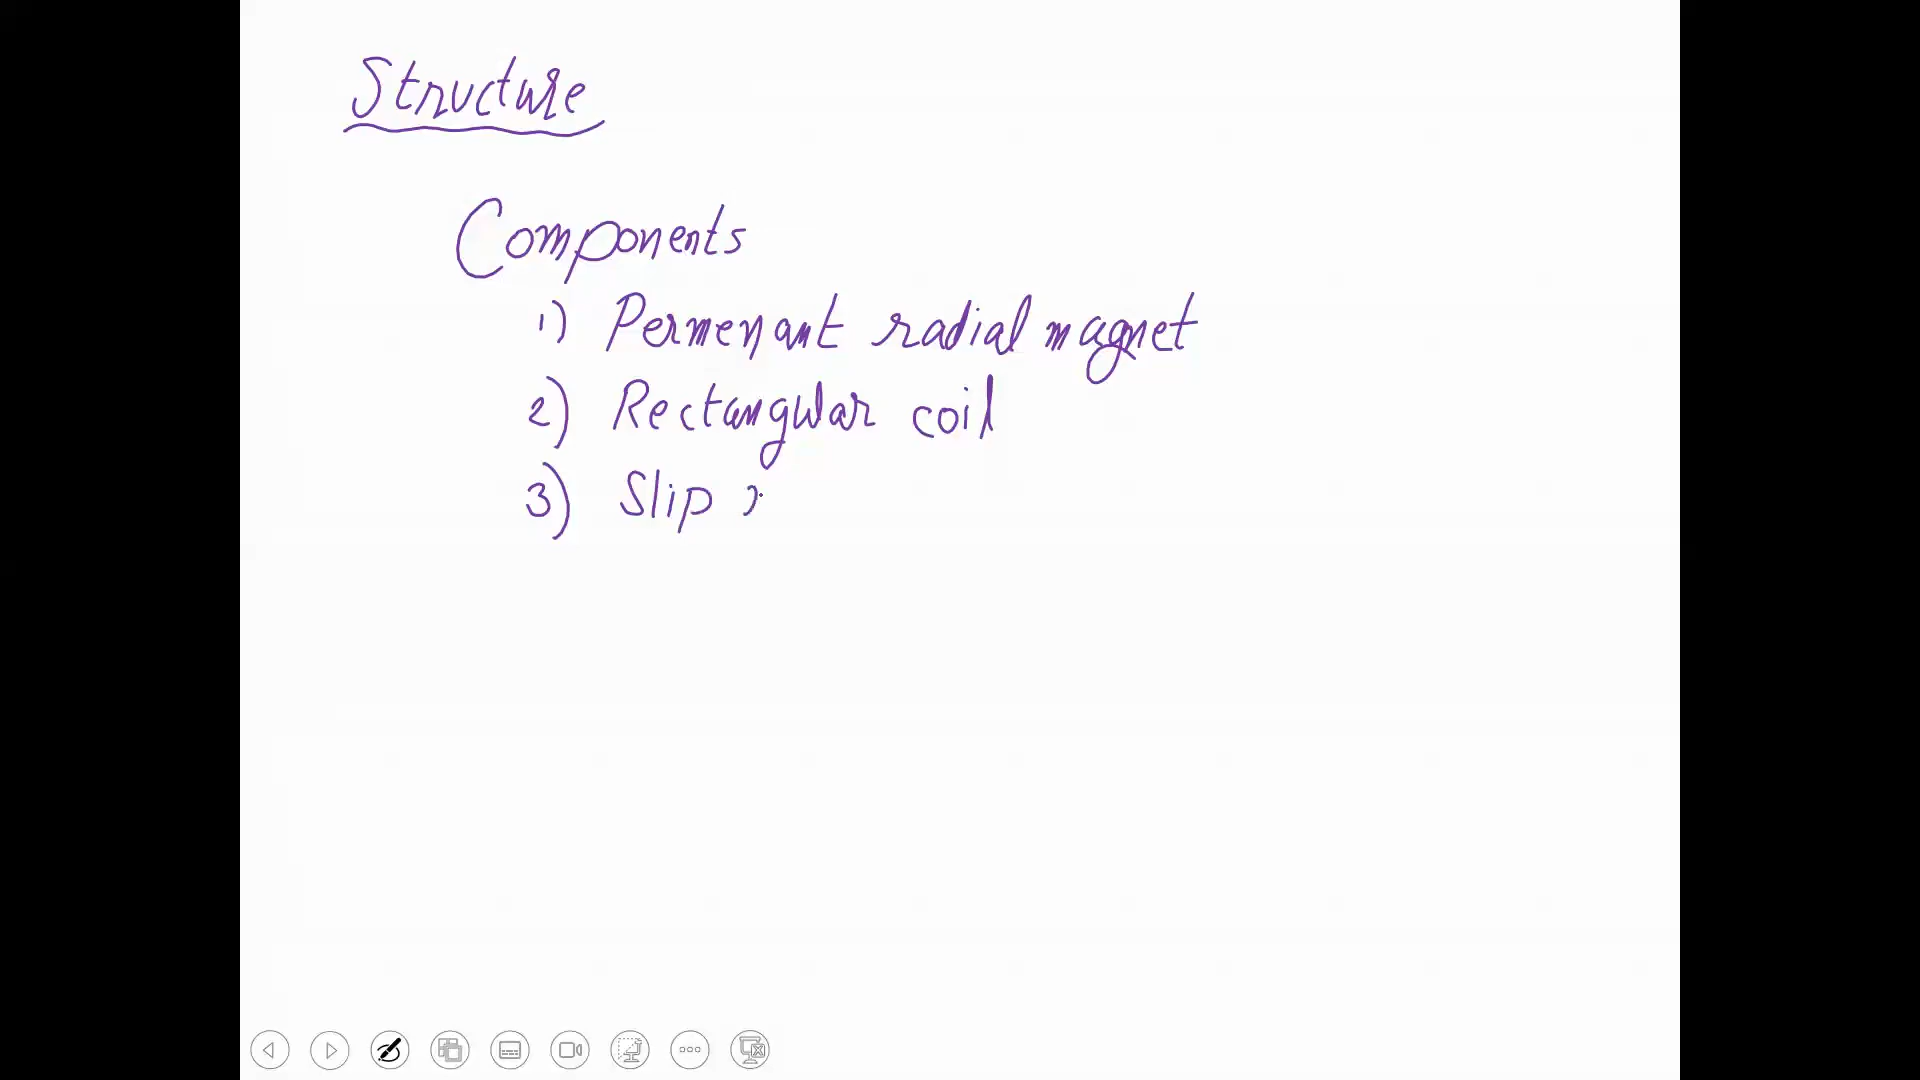 Structure
Components
1) Permenant radial magnet
2) Rectangular coil
3) Slip